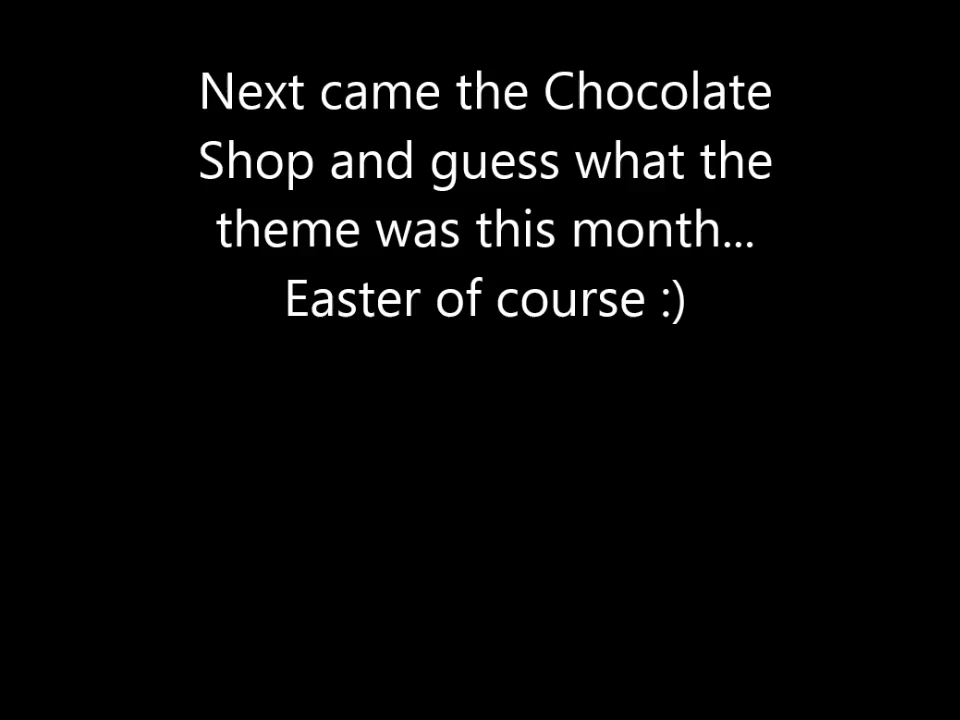 Next came the Chocolate
Shop and guess what the
theme was this month...
Easter of course :)